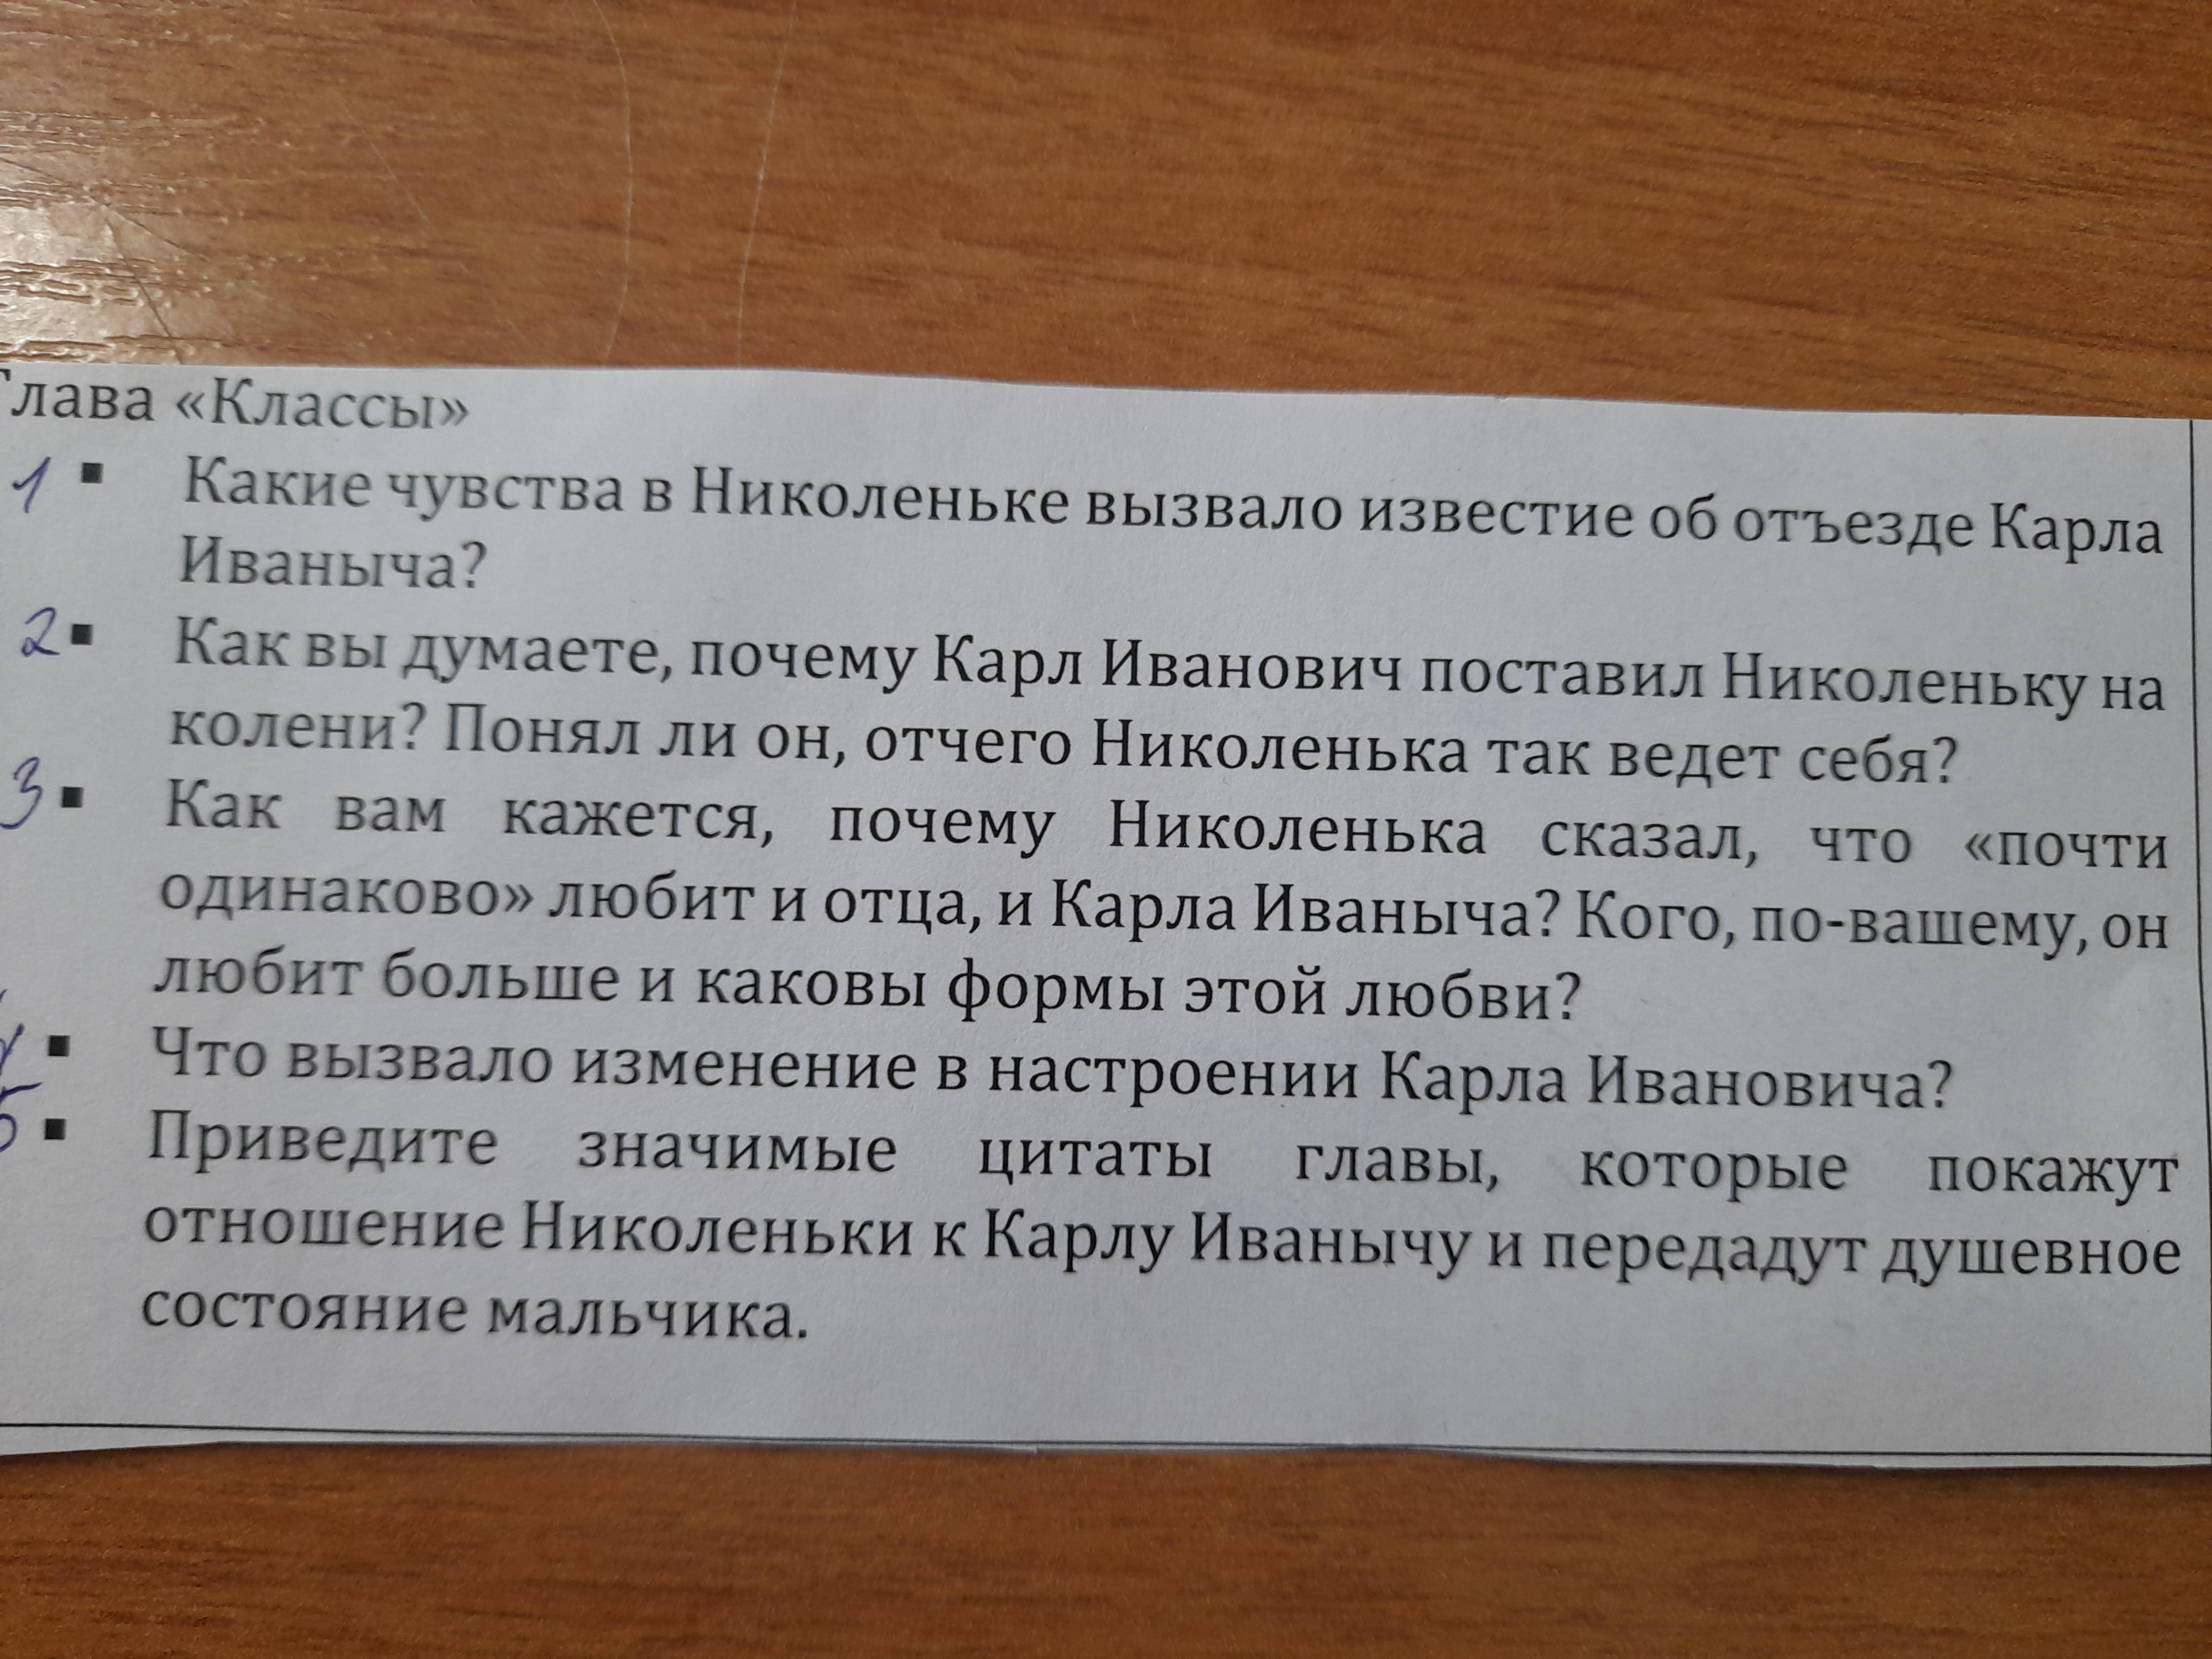 Глава «Классы»
1 ▪ Какие чувства в Николеньке вызвало известие об отъезде Карла
Иваныча?
2 ▪ Как вы думаете, почему Карл Иванович поставил Николеньку на
колени? Понял ли он, отчего Николенька так ведет себя?
3 ▪ Как вам кажется, почему Николенька сказал, что «почти
одинаково» любит и отца, и Карла Иваныча? Кого, по-вашему, он
любит больше и каковы формы этой любви?
4 ▪ Что вызвало изменение в настроении Карла Ивановича?
5 ▪ Приведите значимые цитаты главы, которые покажут
отношение Николеньки к Карлу Иванычу и передадут душевное
состояние мальчика.